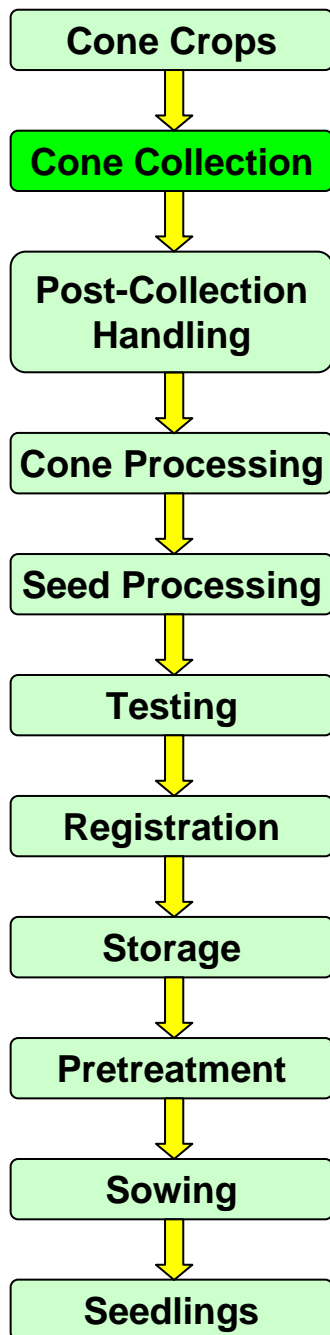 Cone Crops
Cone Collection
Post-Collection
Handling
Cone Processing
Seed Processing
Testing
Registration
Storage
Pretreatment
Sowing
Seedlings